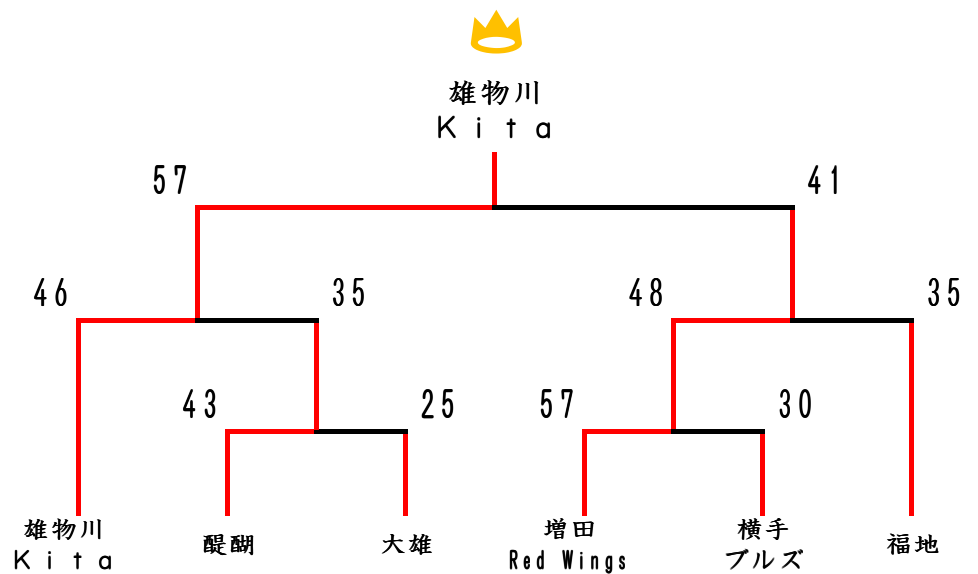 雄物川
Ｋｉｔａ
57 41
46 35 48 35
43 25 57 30
雄物川
Ｋｉｔａ
醍醐
大雄
増田
Red Wings
横手
ブルズ
福地